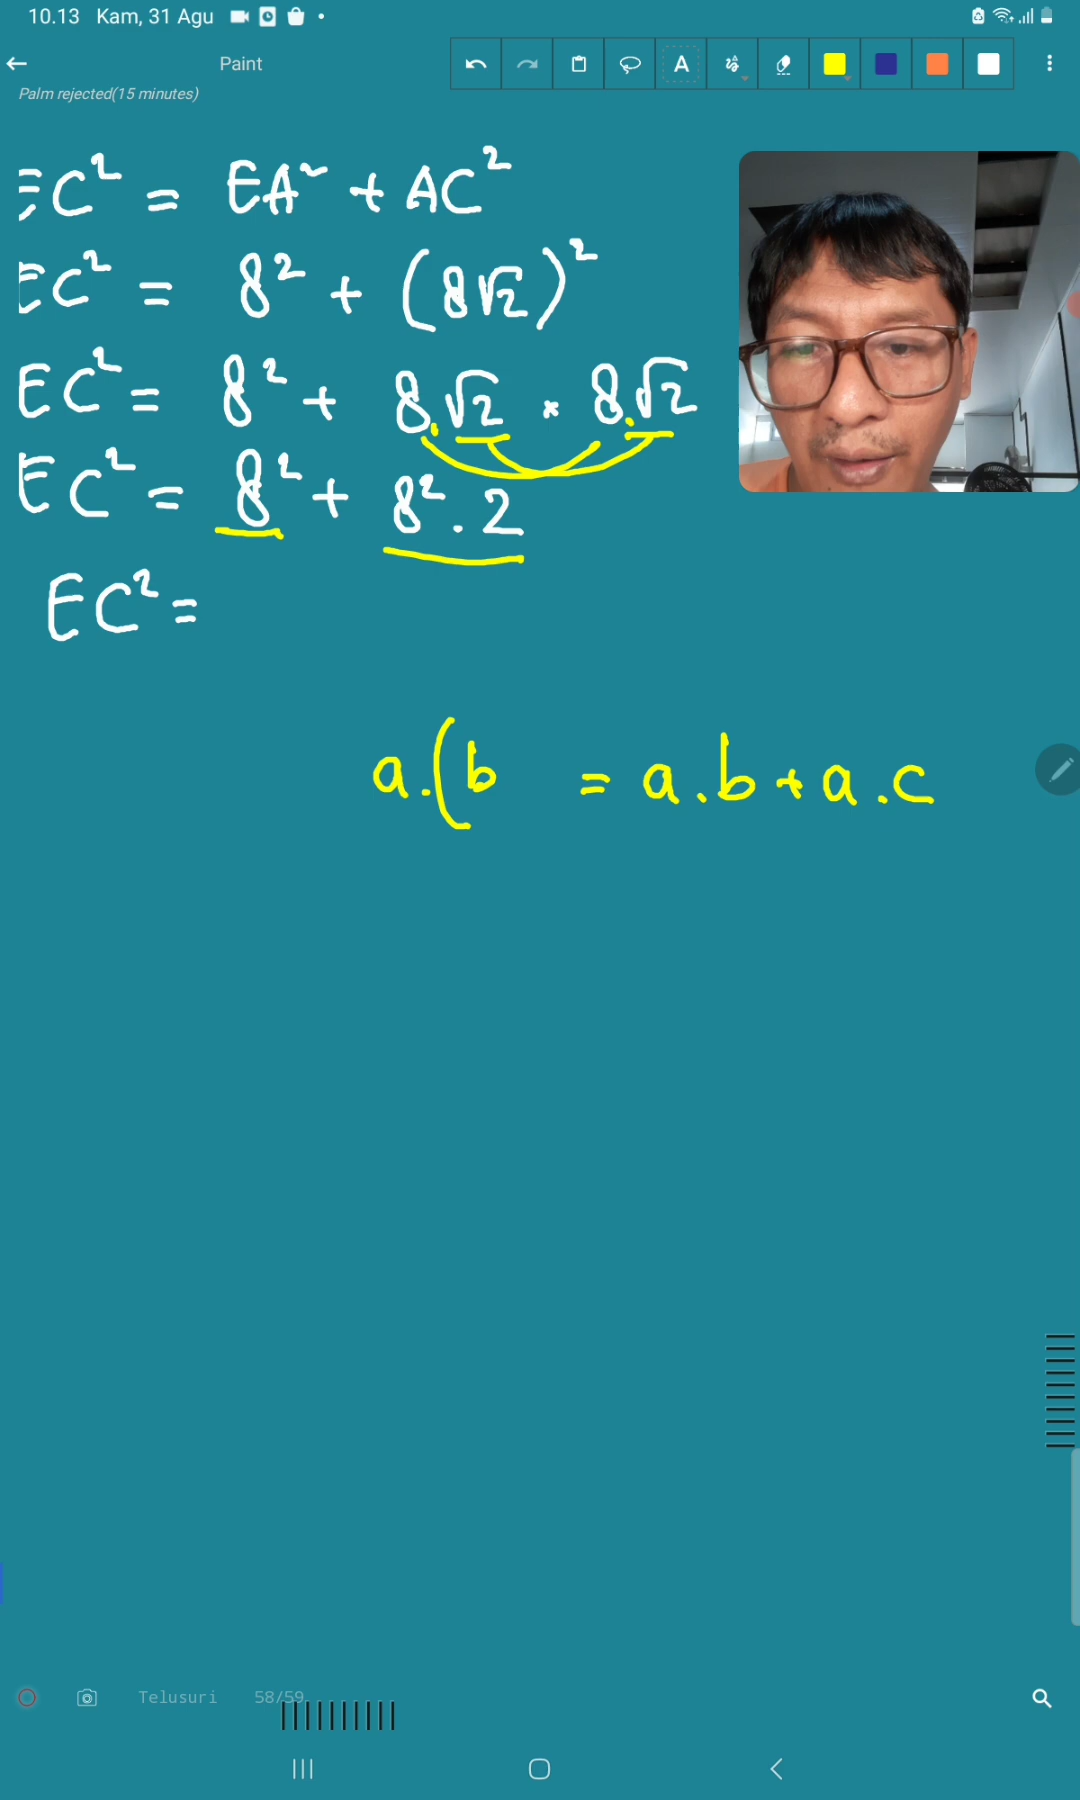 10.13 Kam, 31 Agu
Paint
A
Palm rejected(15 minutes)
EC² = EA² + AC²
EC² = 8² + (8√2)²
EC² = 8² + 8.√2 × 8.√2
EC² = 8² + 8² . 2
EC² =
a.(b = a.b + a.c
Telusuri 58/59